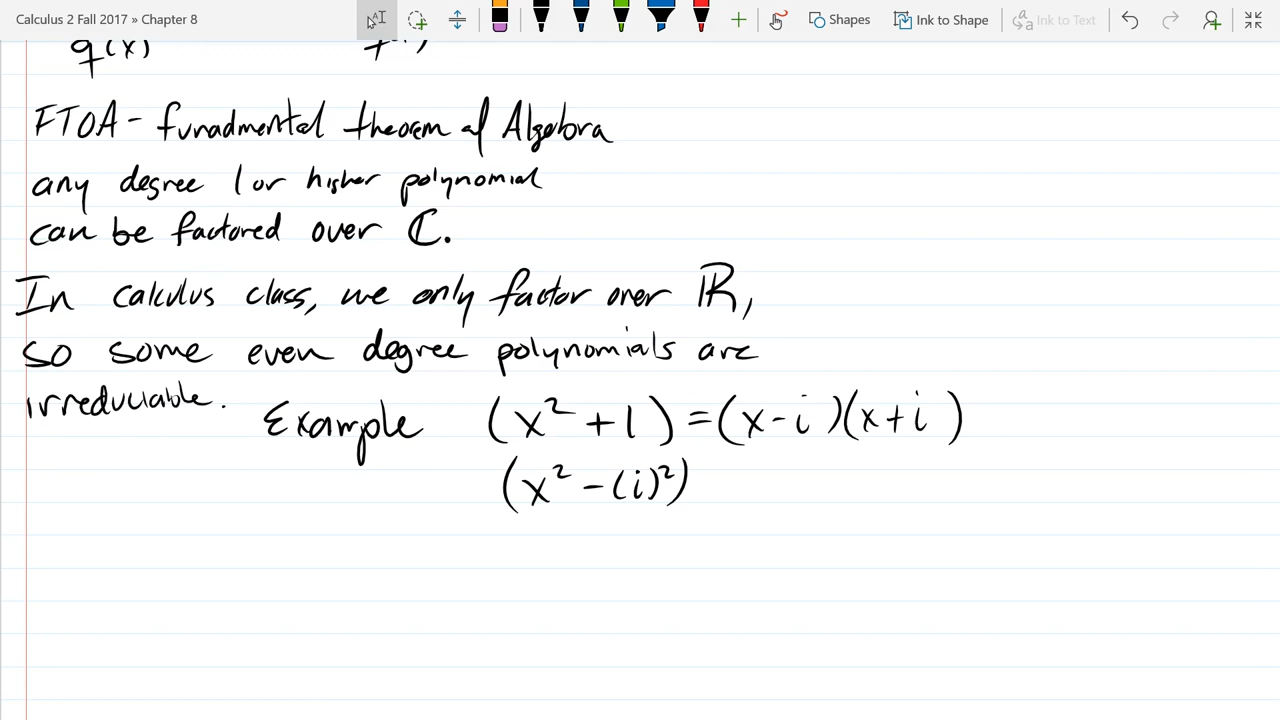 Calculus 2 Fall 2017 » Chapter 8
Shapes
Ink to Shape
Ink to Text
q(x)
FTOA - funadmental theorem of Algebra
any degree 1 or higher polynomial
can be factored over ℂ.
In calculus class, we only factor over ℝ,
so some even degree polynomials are
irreduciable.
Example (x² + 1) = (x - i)(x + i)
(x² - (i)²)